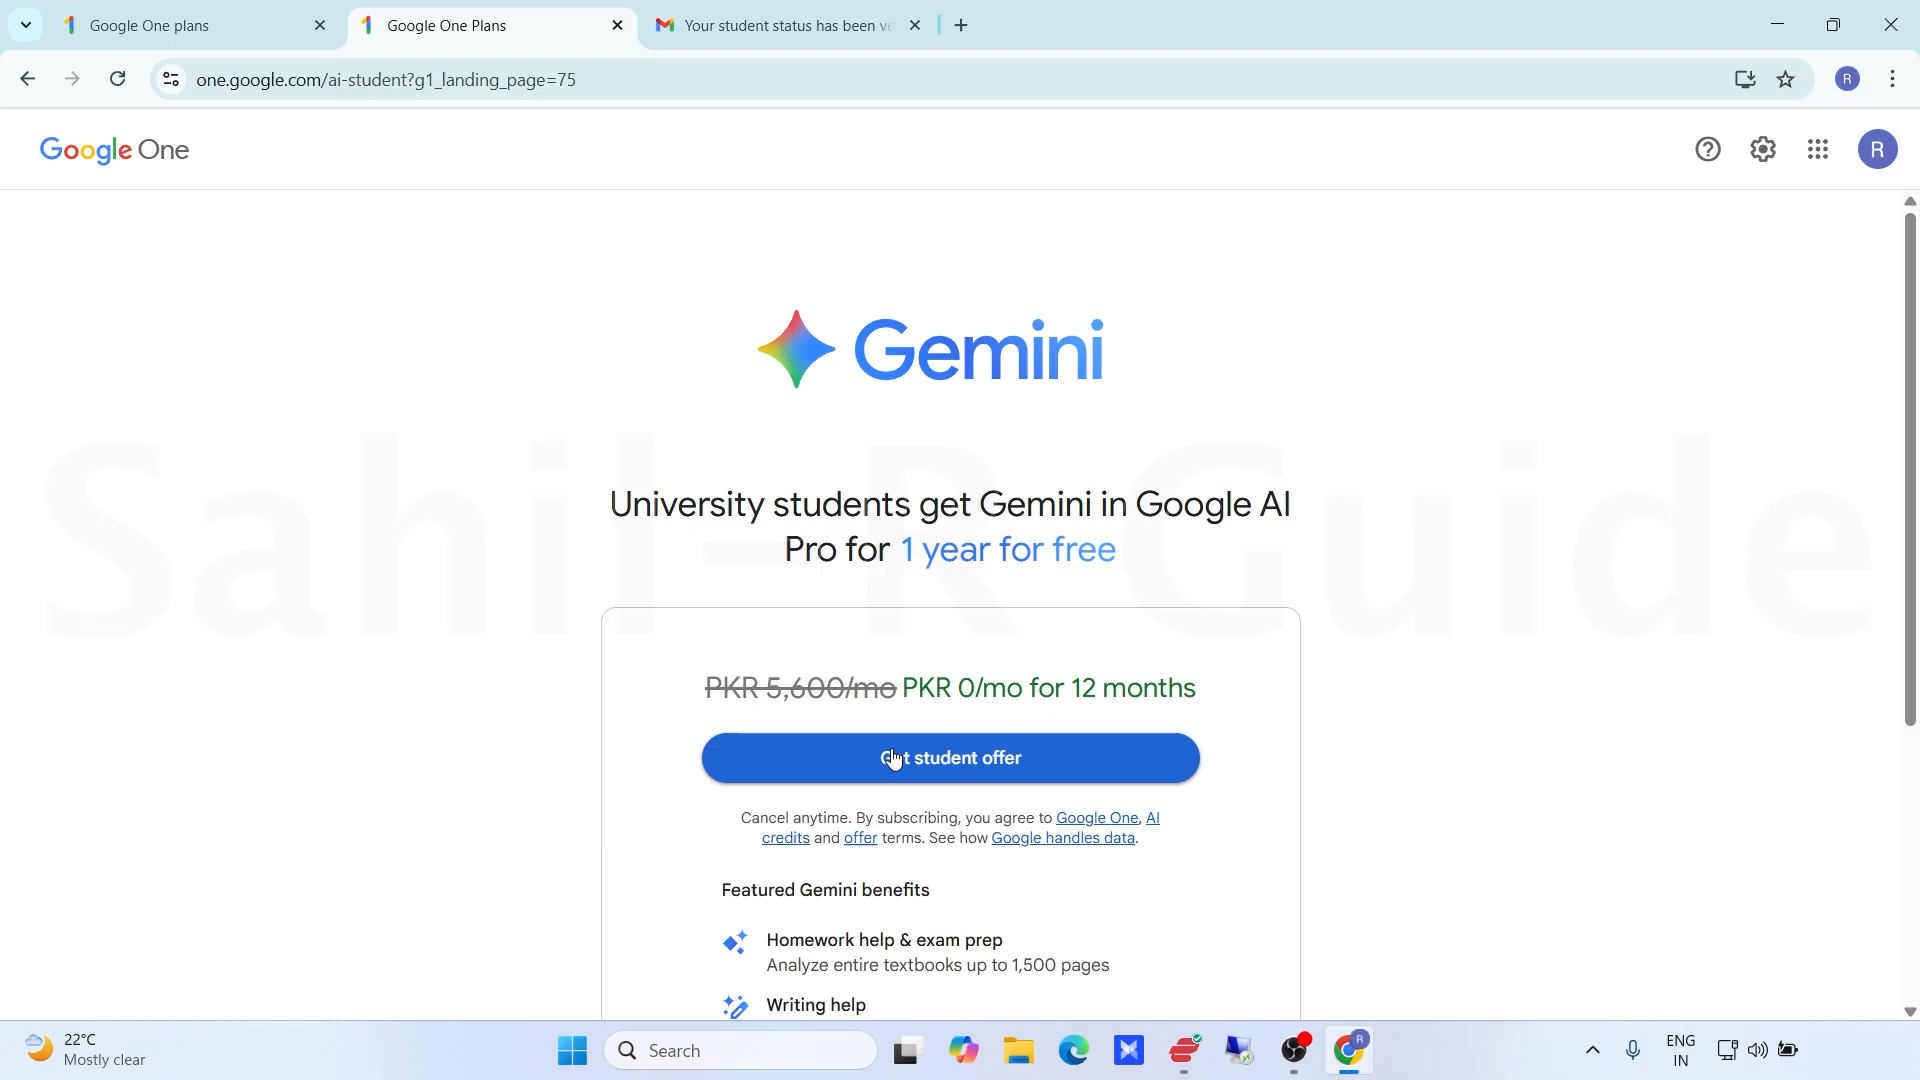 Google One plans
Google One Plans
Your student status has been ve
one.google.com/ai-student?g1_landing_page=75
R
Google One
R
Gemini
Sahil-R Guide
University students get Gemini in Google AI
Pro for 1 year for free
PKR 5,600/mo PKR 0/mo for 12 months
Get student offer
Cancel anytime. By subscribing, you agree to Google One, AI
credits and offer terms. See how Google handles data.
Featured Gemini benefits
Homework help & exam prep
Analyze entire textbooks up to 1,500 pages
Writing help
22°C
Mostly clear
Search
R
ENG
IN